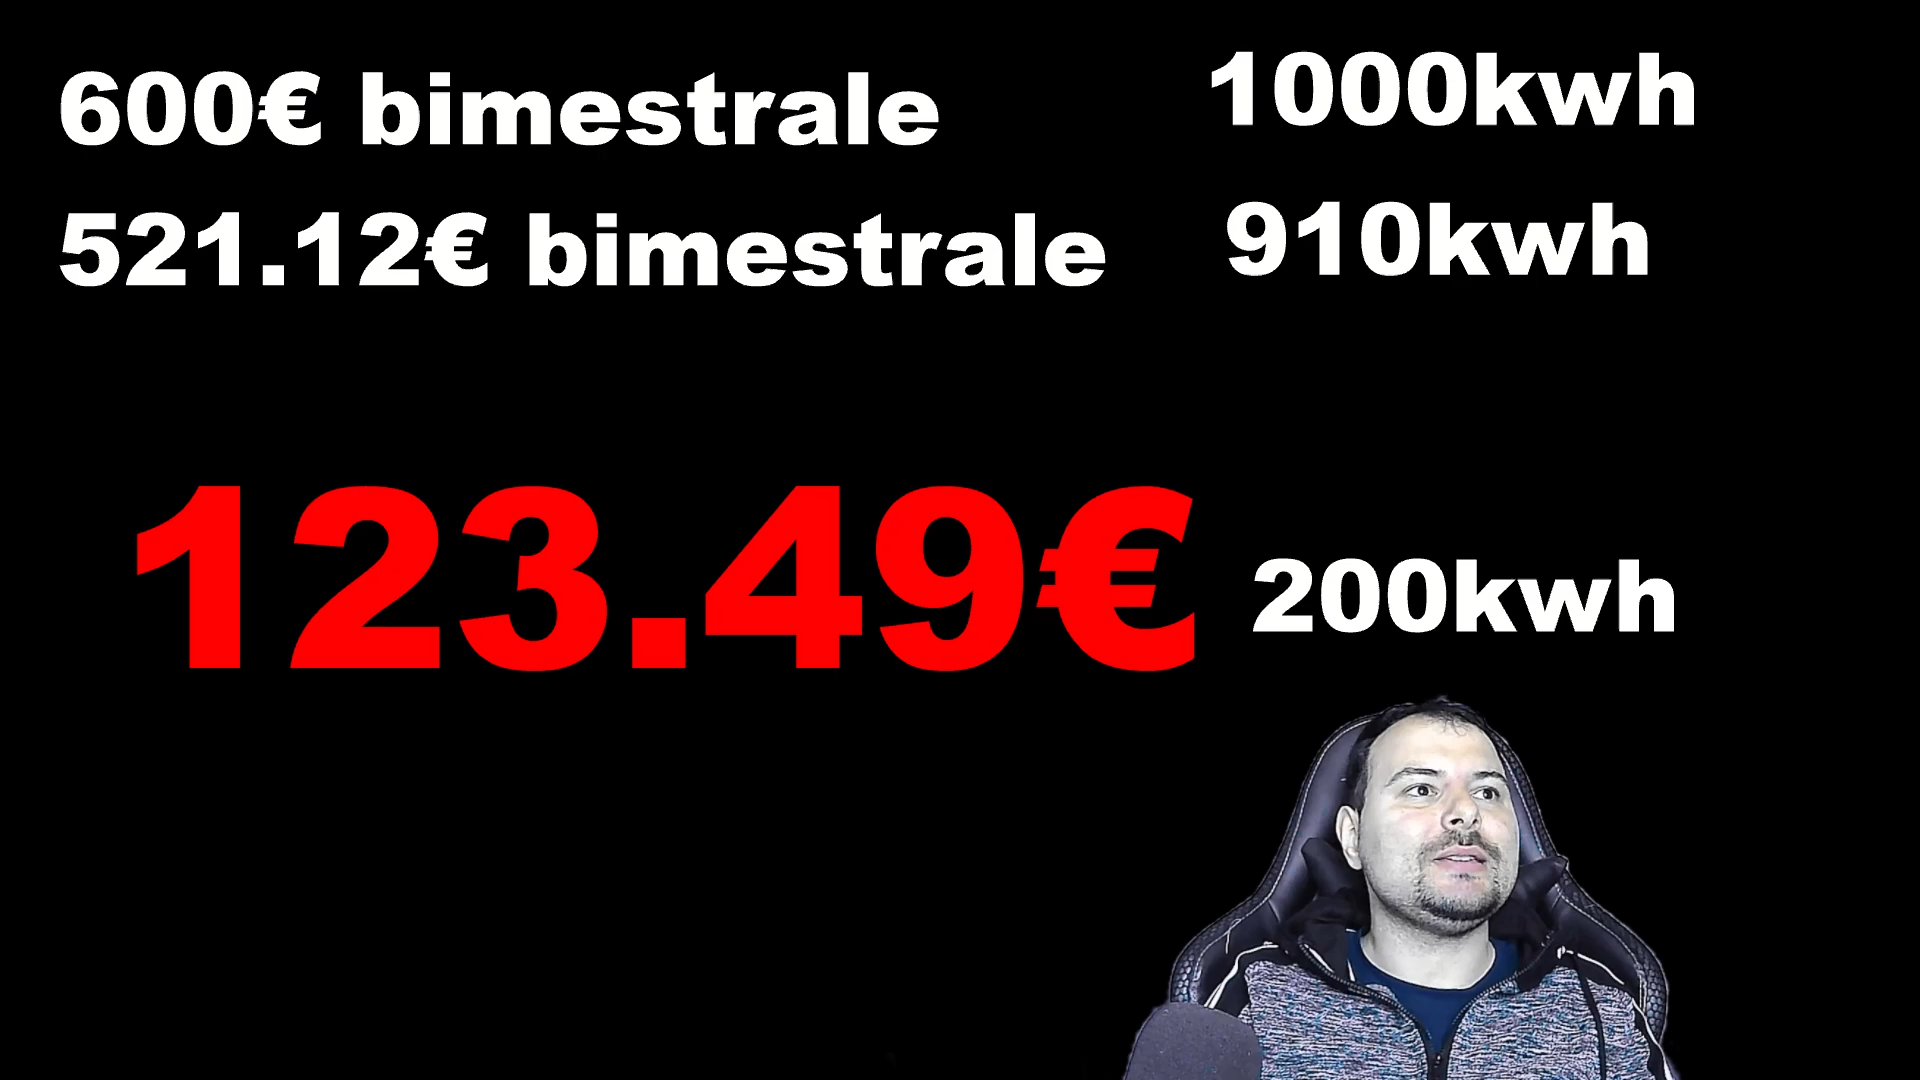 600€ bimestrale 1000kwh
521.12€ bimestrale 910kwh
123.49€ 200kwh